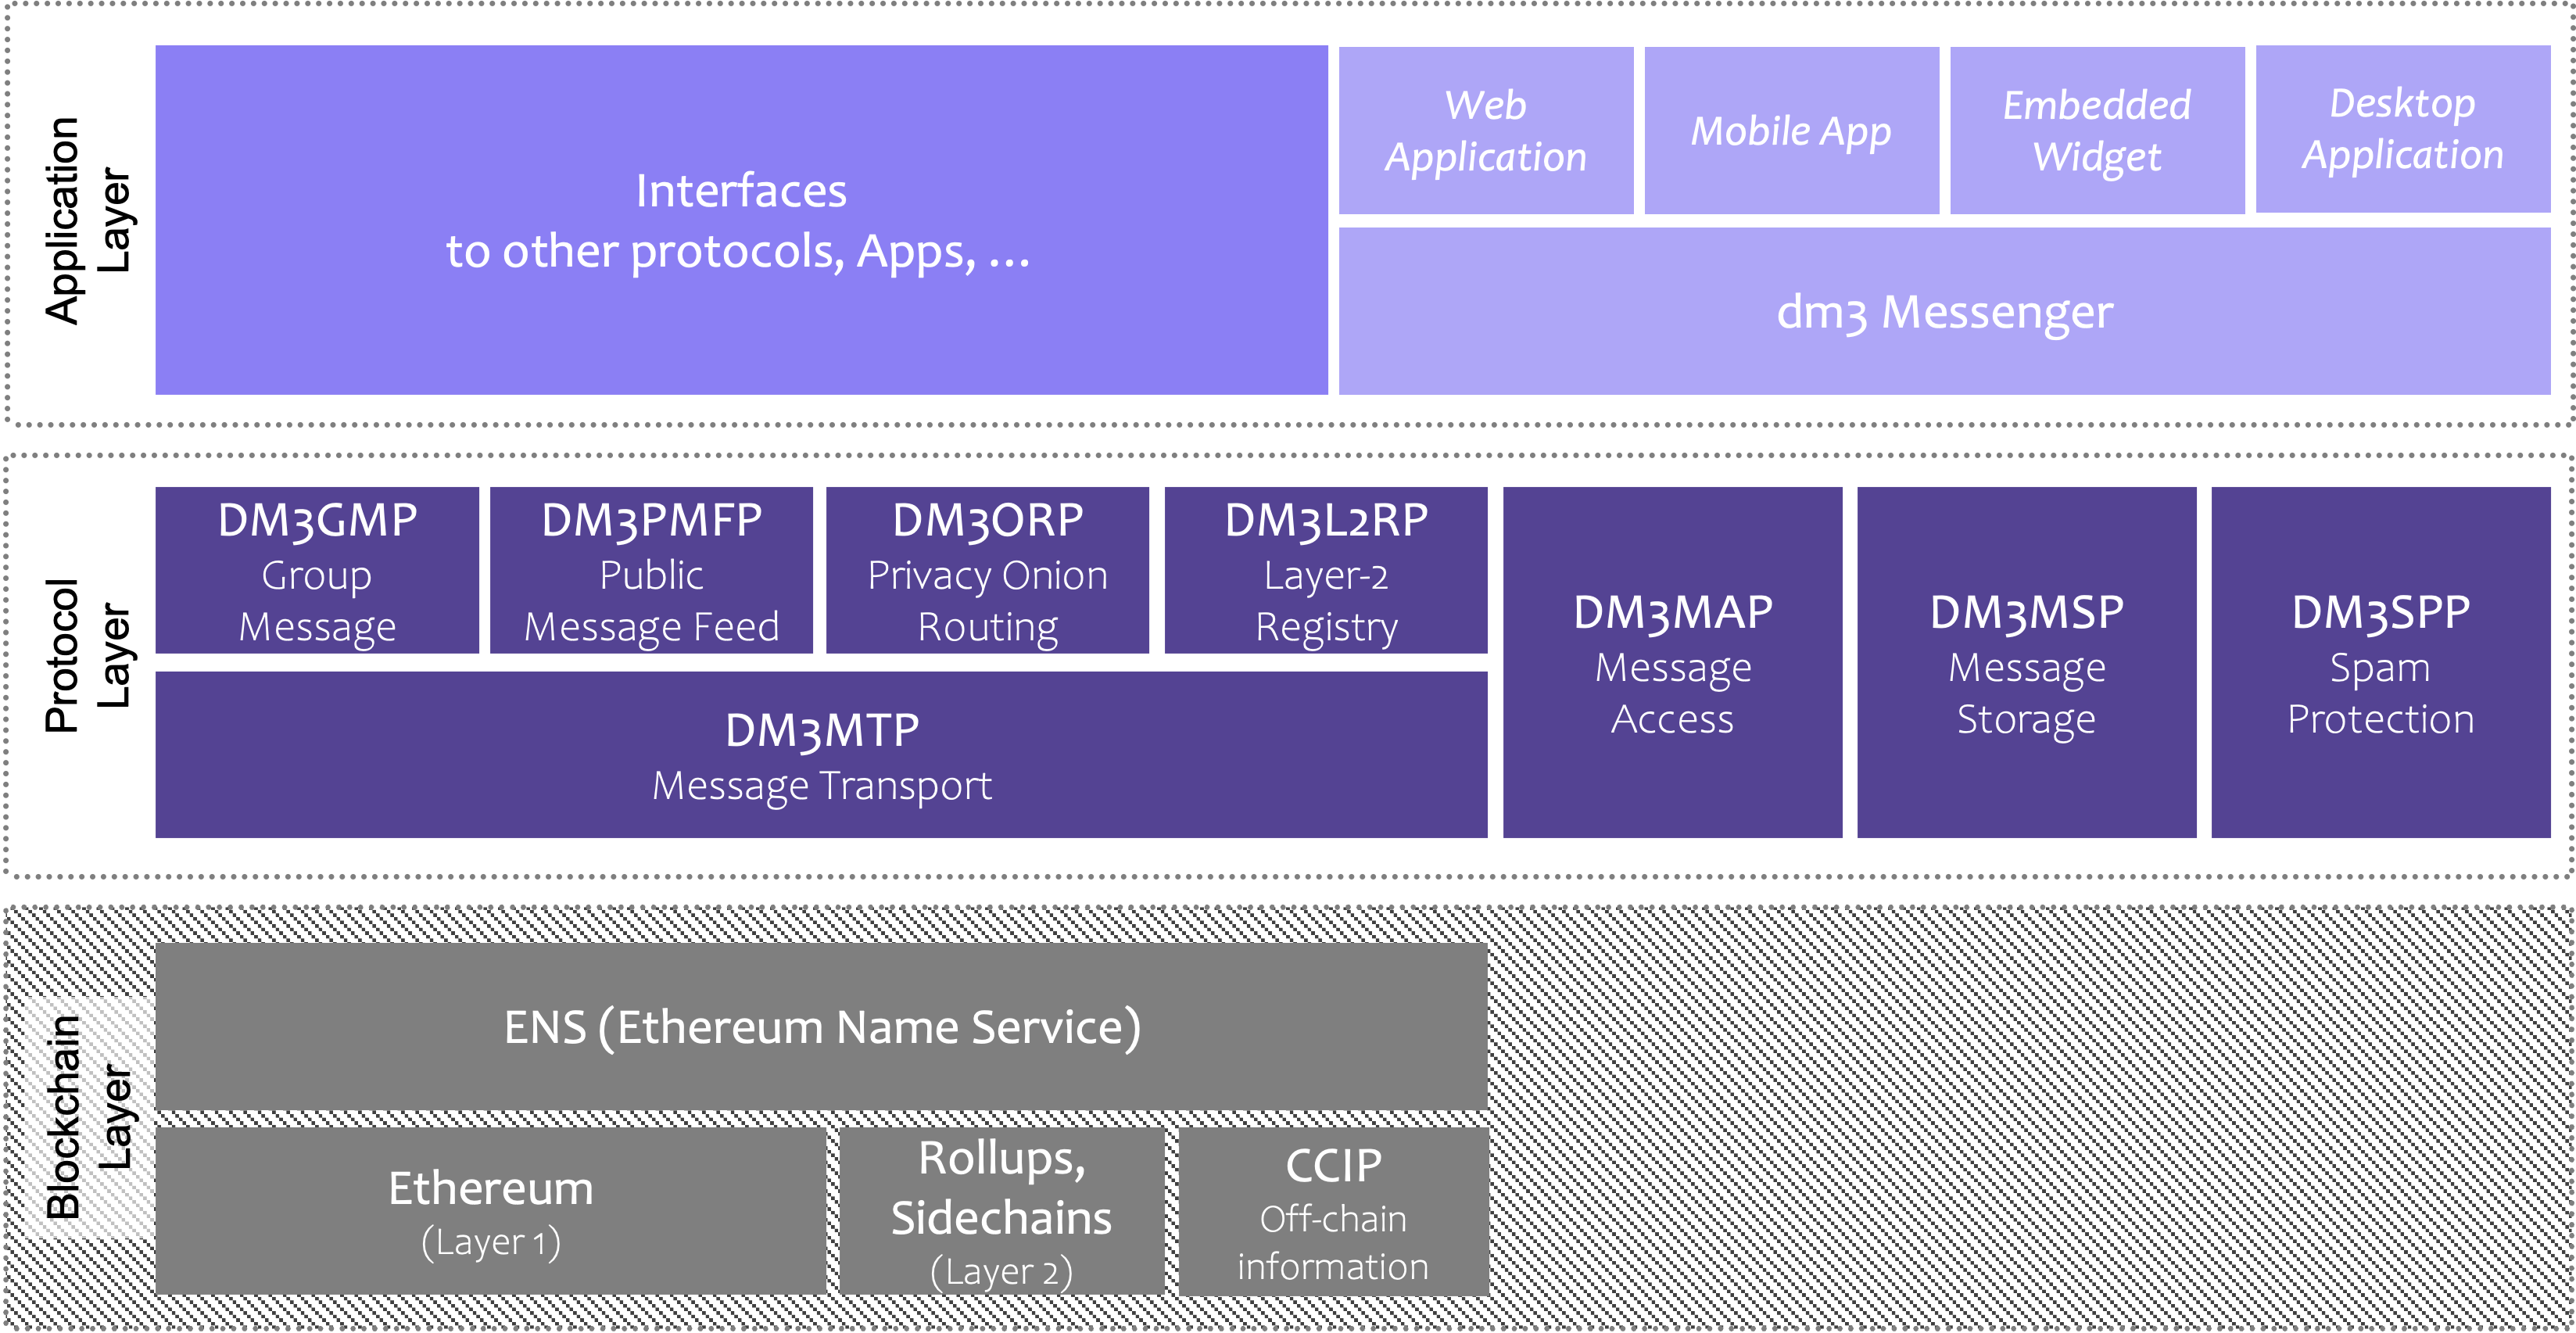 Application
Layer
Interfaces
to other protocols, Apps, ...
Web
Application
Mobile App
Embedded
Widget
Desktop
Application
dm3 Messenger
Protocol
Layer
DM3GMP
Group
Message
DM3PMFP
Public
Message Feed
DM3ORP
Privacy Onion
Routing
DM3L2RP
Layer-2
Registry
DM3MTP
Message Transport
DM3MAP
Message
Access
DM3MSP
Message
Storage
DM3SPP
Spam
Protection
Blockchain
Layer
ENS (Ethereum Name Service)
Ethereum
(Layer 1)
Rollups,
Sidechains
(Layer 2)
CCIP
Off-chain
information